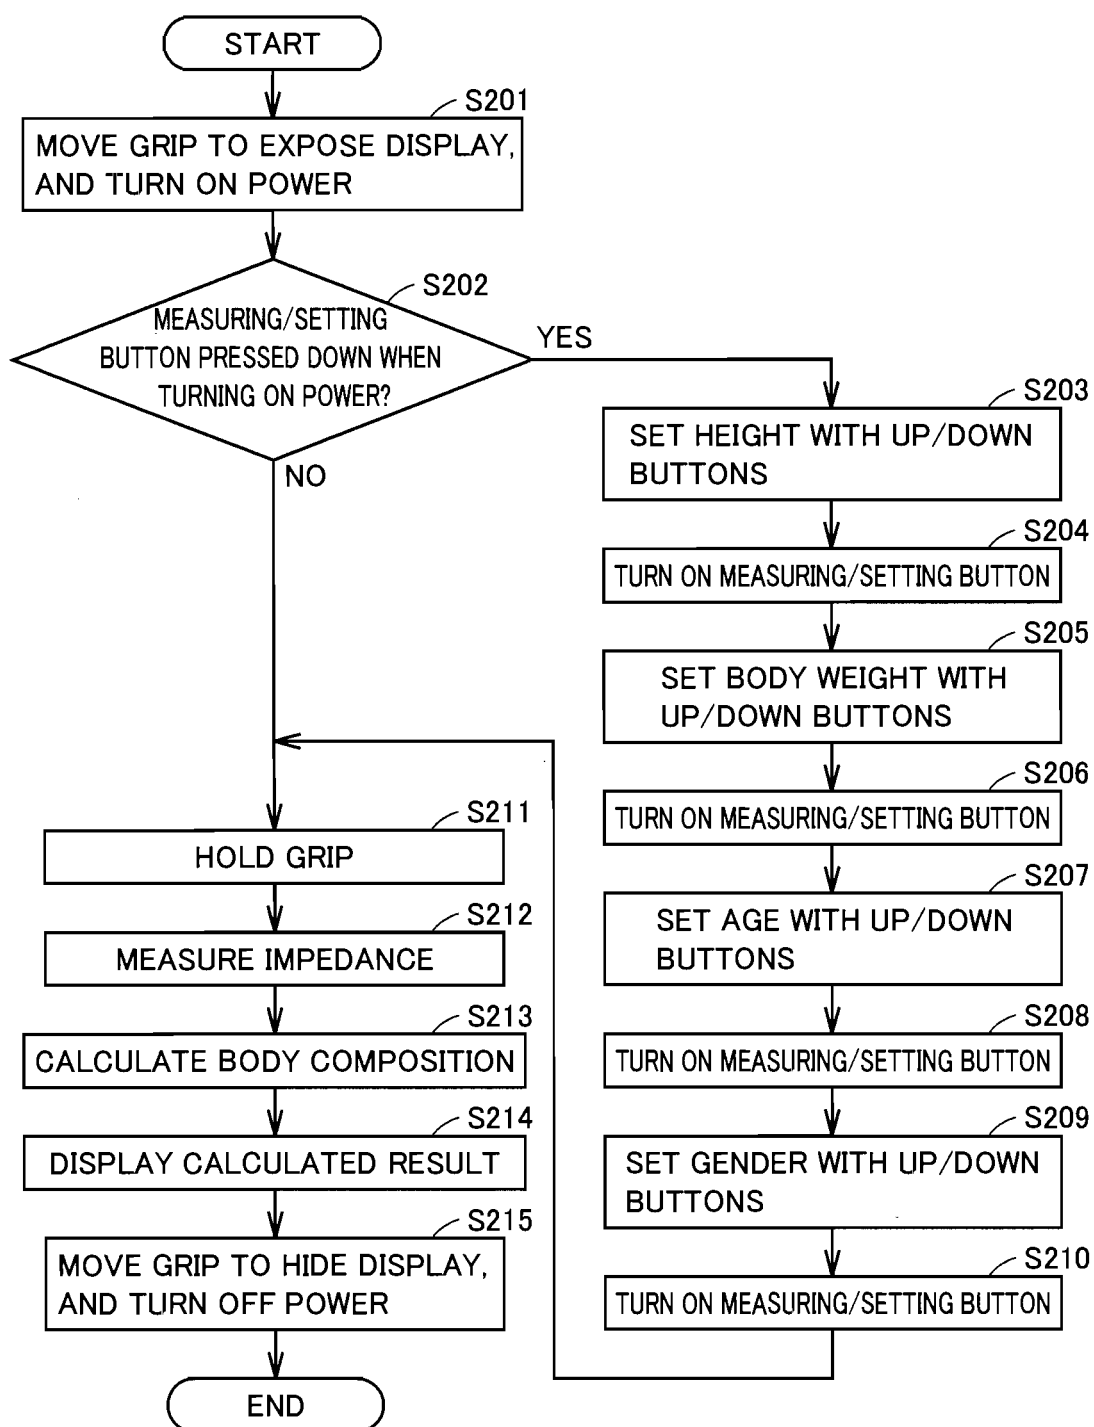 START
S201
MOVE GRIP TO EXPOSE DISPLAY,
AND TURN ON POWER
S202
MEASURING/SETTING
BUTTON PRESSED DOWN WHEN
TURNING ON POWER?
YES
NO
S203
SET HEIGHT WITH UP/DOWN
BUTTONS
S204
TURN ON MEASURING/SETTING BUTTON
S205
SET BODY WEIGHT WITH
UP/DOWN BUTTONS
S206
TURN ON MEASURING/SETTING BUTTON
S207
SET AGE WITH UP/DOWN
BUTTONS
S208
TURN ON MEASURING/SETTING BUTTON
S209
SET GENDER WITH UP/DOWN
BUTTONS
S210
TURN ON MEASURING/SETTING BUTTON
S211
HOLD GRIP
S212
MEASURE IMPEDANCE
S213
CALCULATE BODY COMPOSITION
S214
DISPLAY CALCULATED RESULT
S215
MOVE GRIP TO HIDE DISPLAY,
AND TURN OFF POWER
END